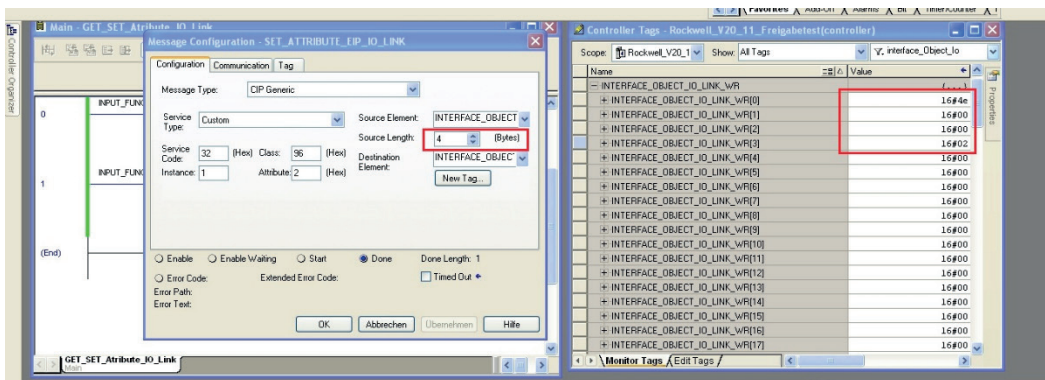 Favorites Add-On Alarms Bit Timer/Counter
Main - GET_SET_Atribute_IO_Link
Controller Organizer
0
INPUT_FUNC
1
INPUT_FUNC
(End)
GET_SET_Atribute_IO_Link
Main
Message Configuration - SET_ATTRIBUTE_EIP_IO_LINK
Configuration Communication Tag
Message Type: CIP Generic
Service Type: Custom
Source Element: INTERFACE_OBJECT
Source Length: 4 (Bytes)
Service Code: 32 (Hex) Class: 96 (Hex)
Destination Element: INTERFACE_OBJEC
Instance: 1 Attribute: 2 (Hex)
New Tag...
Enable Enable Waiting Start Done Done Length: 1
Error Code: Extended Error Code: Timed Out
Error Path:
Error Text:
OK Abbrechen Übernehmen Hilfe
Controller Tags - Rockwell_V20_11_Freigabetest(controller)
Scope: Rockwell_V20_1 Show: All Tags interface_Object_Io
Name Value
INTERFACE_OBJECT_IO_LINK_WR {...}
INTERFACE_OBJECT_IO_LINK_WR[0] 16#4e
INTERFACE_OBJECT_IO_LINK_WR[1] 16#00
INTERFACE_OBJECT_IO_LINK_WR[2] 16#00
INTERFACE_OBJECT_IO_LINK_WR[3] 16#02
INTERFACE_OBJECT_IO_LINK_WR[4] 16#00
INTERFACE_OBJECT_IO_LINK_WR[5] 16#00
INTERFACE_OBJECT_IO_LINK_WR[6] 16#00
INTERFACE_OBJECT_IO_LINK_WR[7] 16#00
INTERFACE_OBJECT_IO_LINK_WR[8] 16#00
INTERFACE_OBJECT_IO_LINK_WR[9] 16#00
INTERFACE_OBJECT_IO_LINK_WR[10] 16#00
INTERFACE_OBJECT_IO_LINK_WR[11] 16#00
INTERFACE_OBJECT_IO_LINK_WR[12] 16#00
INTERFACE_OBJECT_IO_LINK_WR[13] 16#00
INTERFACE_OBJECT_IO_LINK_WR[14] 16#00
INTERFACE_OBJECT_IO_LINK_WR[15] 16#00
INTERFACE_OBJECT_IO_LINK_WR[16] 16#00
INTERFACE_OBJECT_IO_LINK_WR[17] 16#00
Monitor Tags Edit Tags
Properties